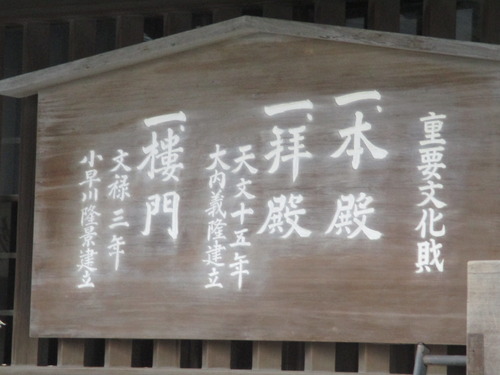 重要文化財
一、本殿
一、拝殿
天文十五年
大内義隆建立
一、樓門
文禄三年
小早川隆景建立